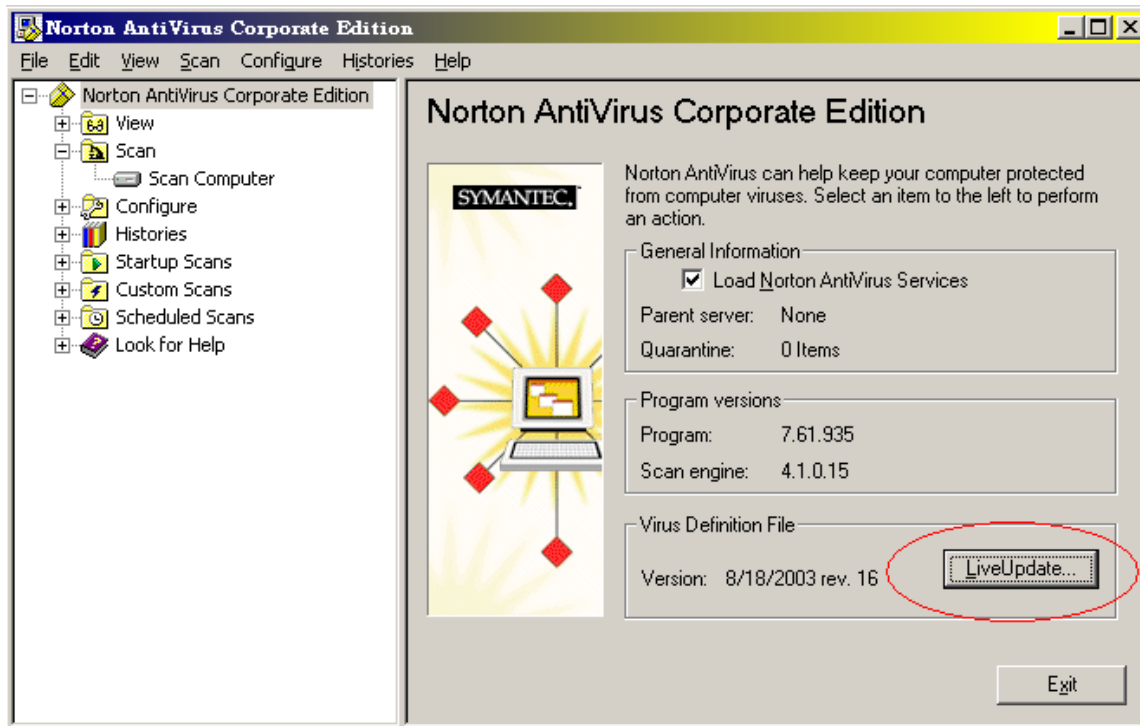 Norton AntiVirus Corporate Edition
File Edit View Scan Configure Histories Help
Norton AntiVirus Corporate Edition
View
Scan
Scan Computer
Configure
Histories
Startup Scans
Custom Scans
Scheduled Scans
Look for Help
Norton AntiVirus Corporate Edition
SYMANTEC.
Norton AntiVirus can help keep your computer protected
from computer viruses. Select an item to the left to perform
an action.
General Information
Load Norton AntiVirus Services
Parent server: None
Quarantine: 0 Items
Program versions
Program: 7.61.935
Scan engine: 4.1.0.15
Virus Definition File
Version: 8/18/2003 rev. 16
LiveUpdate...
Exit